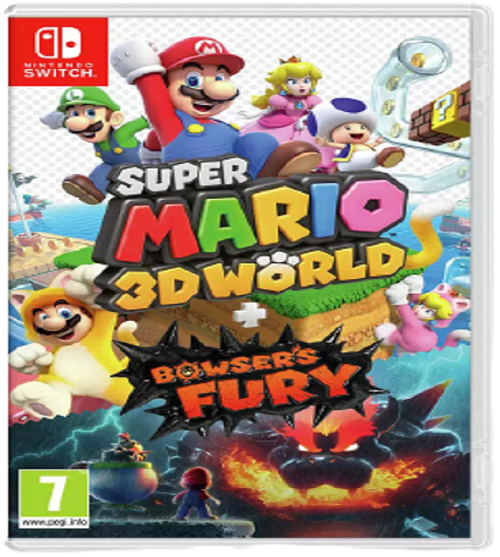 NINTENDO
SWITCH
?
SUPER
MARIO
3D WORLD
+
BOWSER'S
FURY
7
www.pegi.info